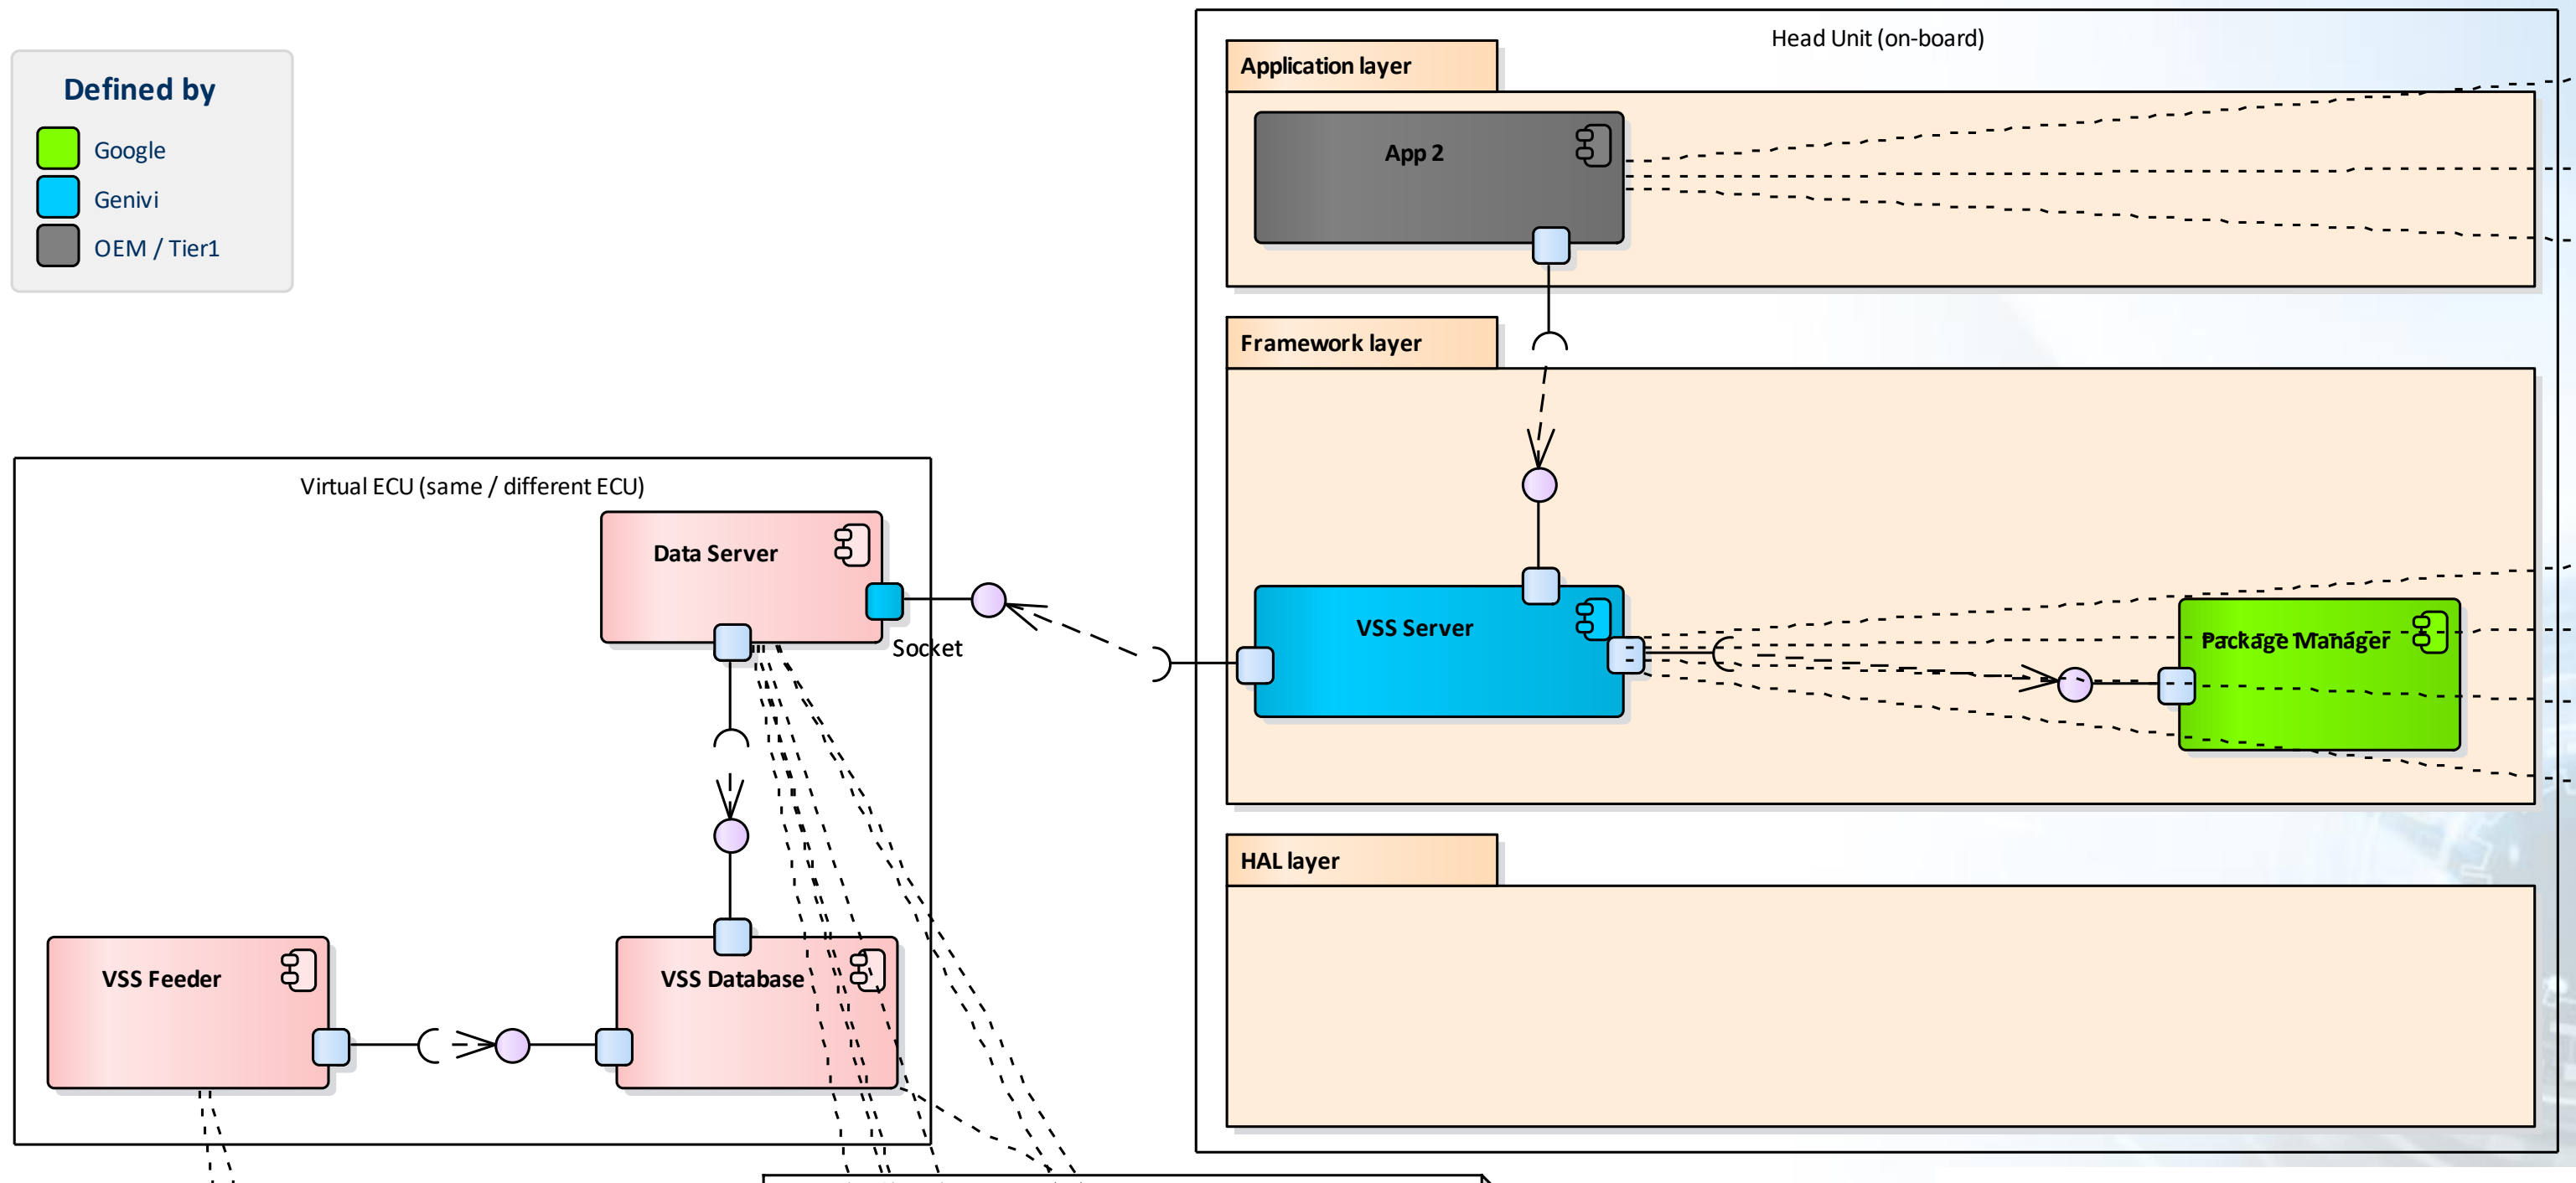 Defined by
Google
Genivi
OEM / Tier1
Head Unit (on-board)
Application layer
App 2
Framework layer
Virtual ECU (same / different ECU)
Data Server
Socket
VSS Server
Package Manager
HAL layer
VSS Feeder
VSS Database